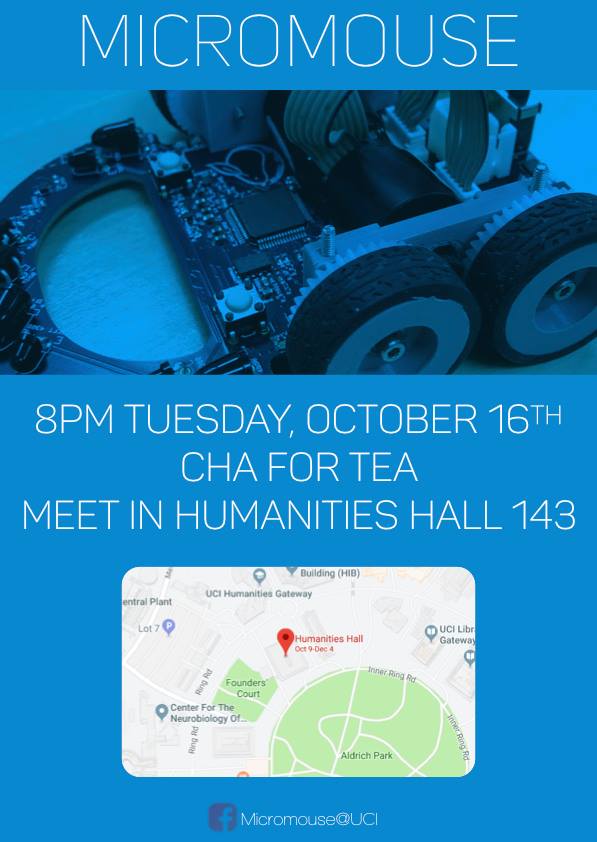 MICROMOUSE
8PM TUESDAY, OCTOBER 16TH
CHA FOR TEA
MEET IN HUMANITIES HALL 143
Building (HIB)
UCI Humanities Gateway
entral Plant
Lot 7 P
Humanities Hall
Oct 9-Dec 4
UCI Libr
Gateway
Inner Ring Rd
Ring Rd
Founders'
Court
Center For The
Neurobiology Of...
Ring Rd
Inner Ring Rd
Aldrich Park
Micromouse@UCI